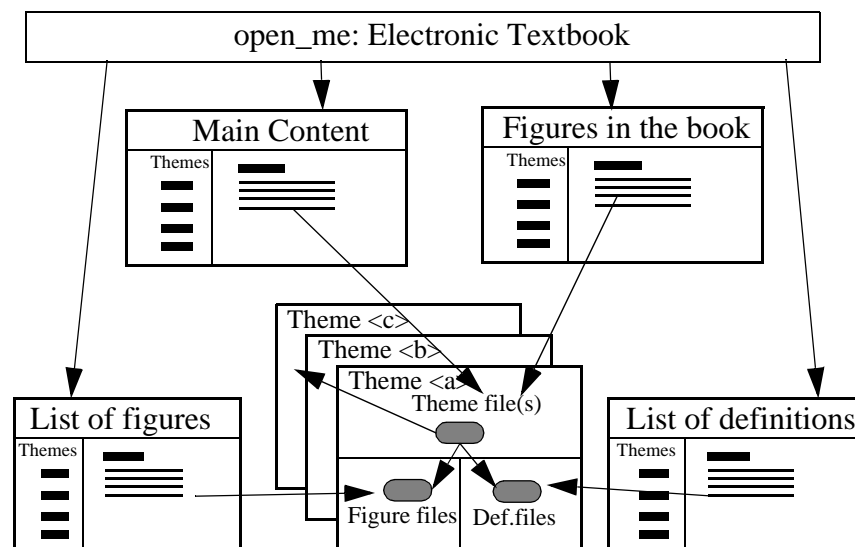 open_me: Electronic Textbook
Main Content
Themes
Figures in the book
Themes
Theme <c>
Theme <b>
Theme <a>
Theme file(s)
Figure files
Def.files
List of figures
Themes
List of definitions
Themes